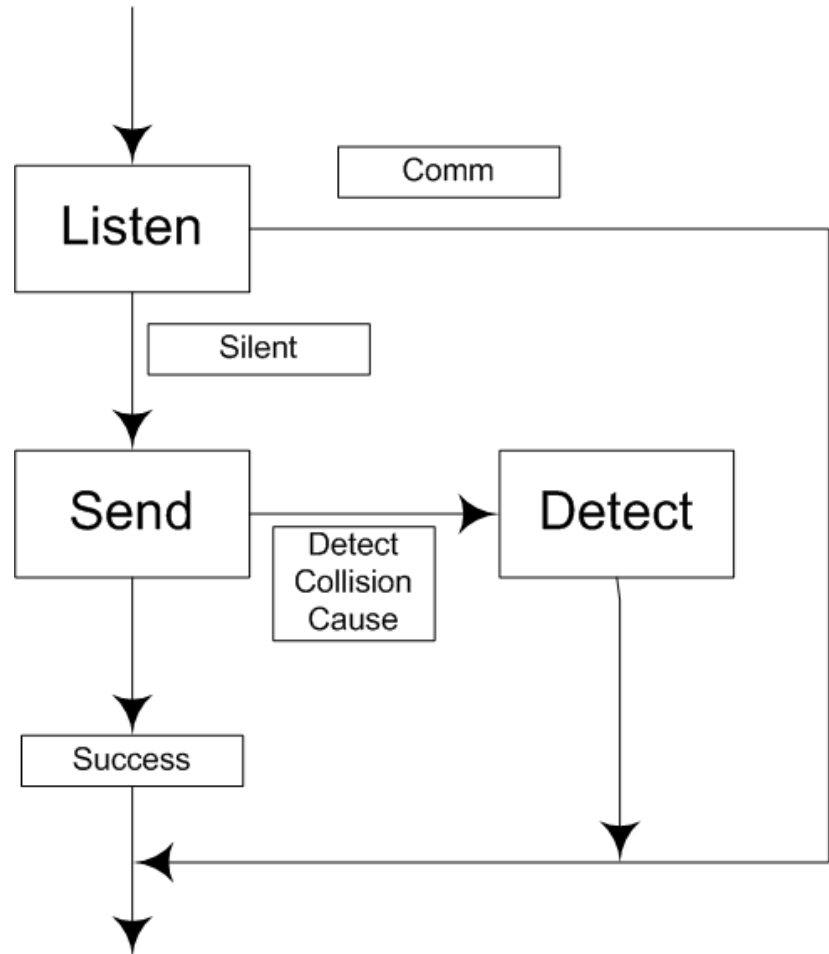 Comm
Listen
Silent
Send
Detect
Detect
Collision
Cause
Success